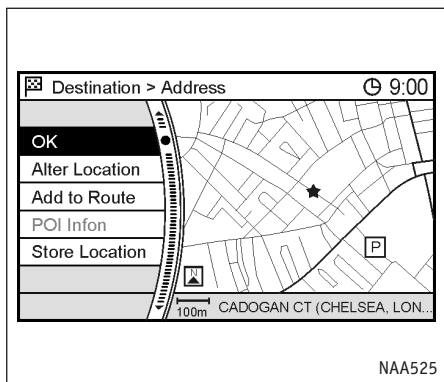 Destination > Address 9:00
OK
Alter Location
Add to Route
POI Infon
Store Location
P
N
100m CADOGAN CT (CHELSEA, LON...
NAA525